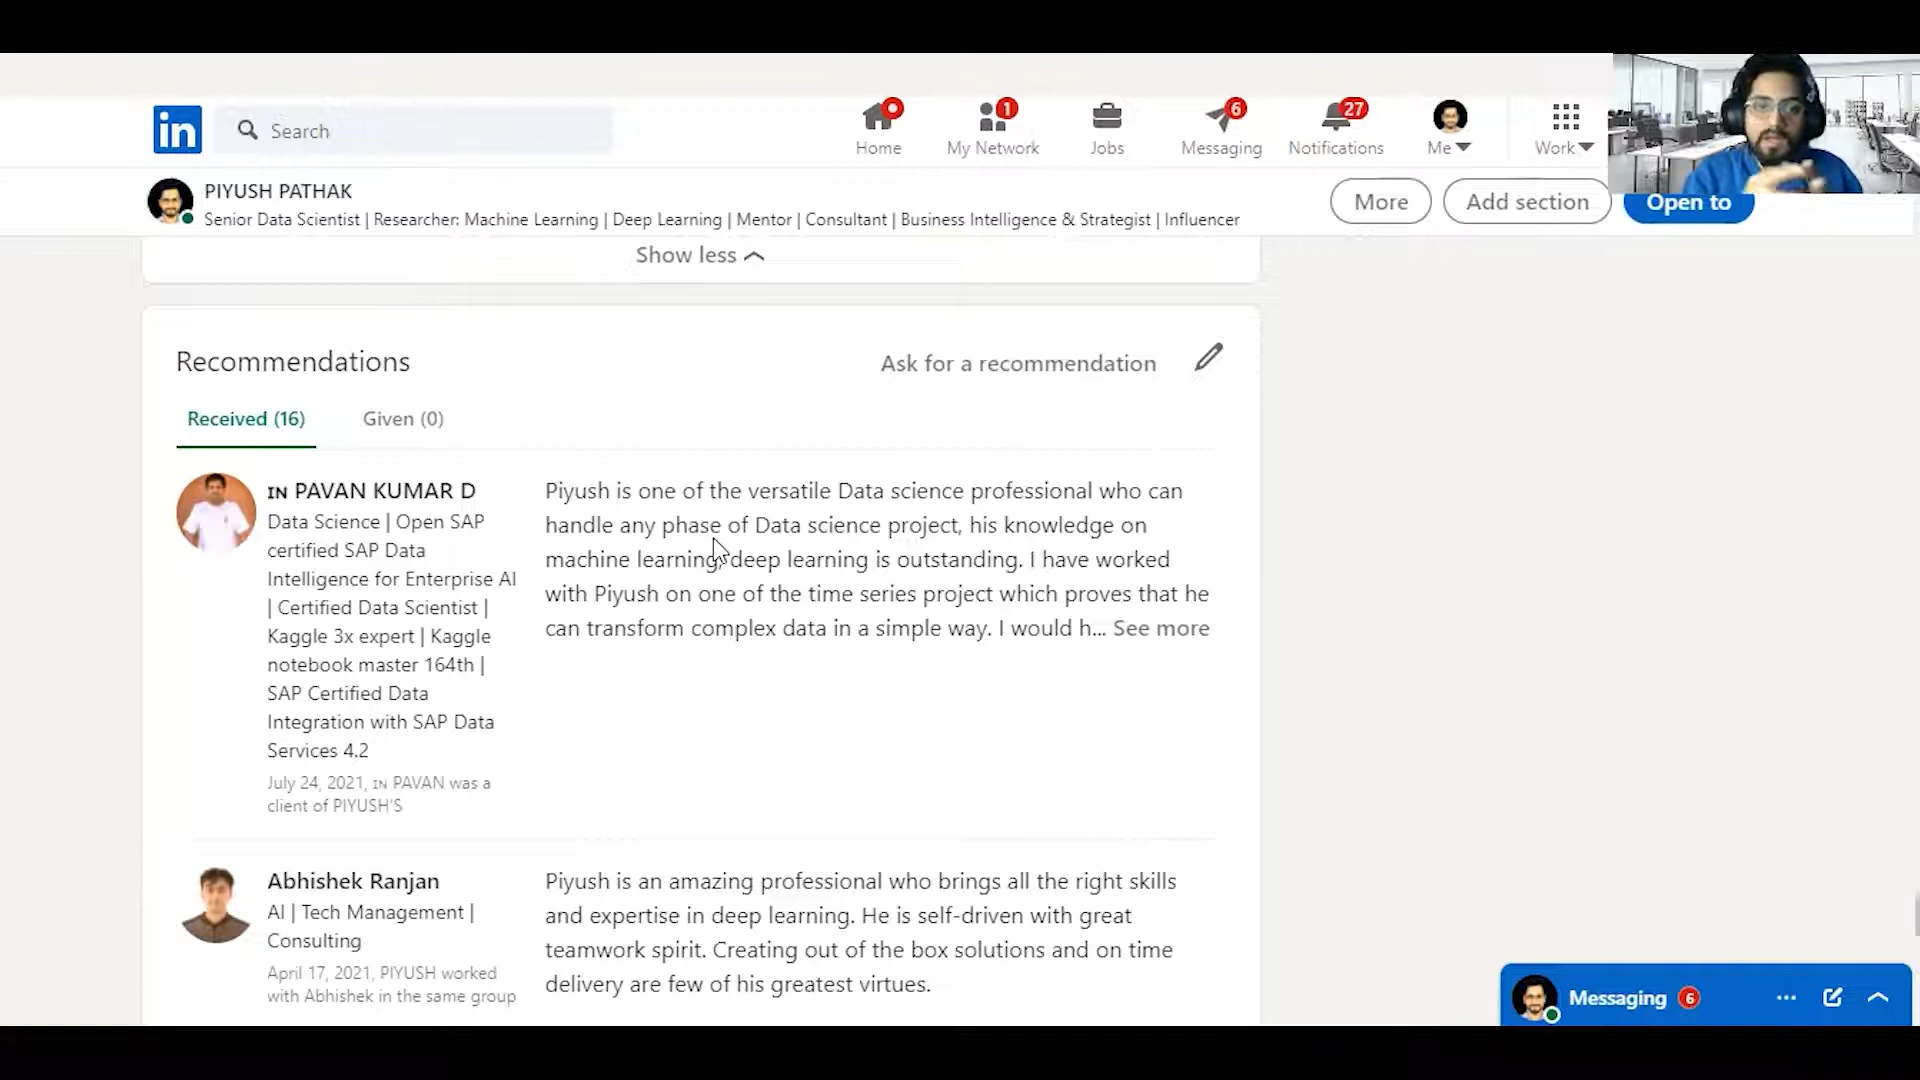 in
Search
Home
1
My Network
Jobs
6
Messaging
27
Notifications
Me
Work
PIYUSH PATHAK
Senior Data Scientist | Researcher: Machine Learning | Deep Learning | Mentor | Consultant | Business Intelligence & Strategist | Influencer
More
Add section
Open to
Show less
Recommendations
Ask for a recommendation
Received (16)
Given (0)
IN PAVAN KUMAR D
Data Science | Open SAP
certified SAP Data
Intelligence for Enterprise AI
| Certified Data Scientist |
Kaggle 3x expert | Kaggle
notebook master 164th |
SAP Certified Data
Integration with SAP Data
Services 4.2
July 24, 2021, IN PAVAN was a
client of PIYUSH'S
Piyush is one of the versatile Data science professional who can
handle any phase of Data science project, his knowledge on
machine learning, deep learning is outstanding. I have worked
with Piyush on one of the time series project which proves that he
can transform complex data in a simple way. I would h... See more
Abhishek Ranjan
AI | Tech Management |
Consulting
April 17, 2021, PIYUSH worked
with Abhishek in the same group
Piyush is an amazing professional who brings all the right skills
and expertise in deep learning. He is self-driven with great
teamwork spirit. Creating out of the box solutions and on time
delivery are few of his greatest virtues.
Messaging 6